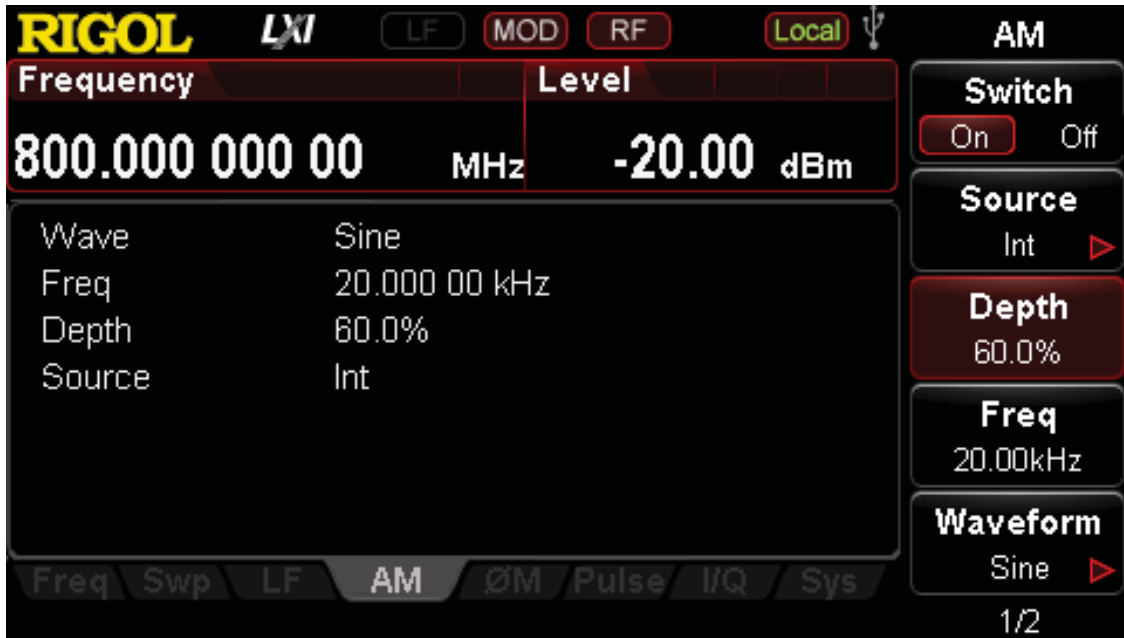 RIGOL LXI LF MOD RF Local
Frequency Level
800.000 000 00 MHz -20.00 dBm
Wave Sine
Freq 20.000 00 kHz
Depth 60.0%
Source Int
Freq Swp LF AM ØM Pulse I/Q Sys
AM
Switch
On Off
Source
Int
Depth
60.0%
Freq
20.00kHz
Waveform
Sine
1/2